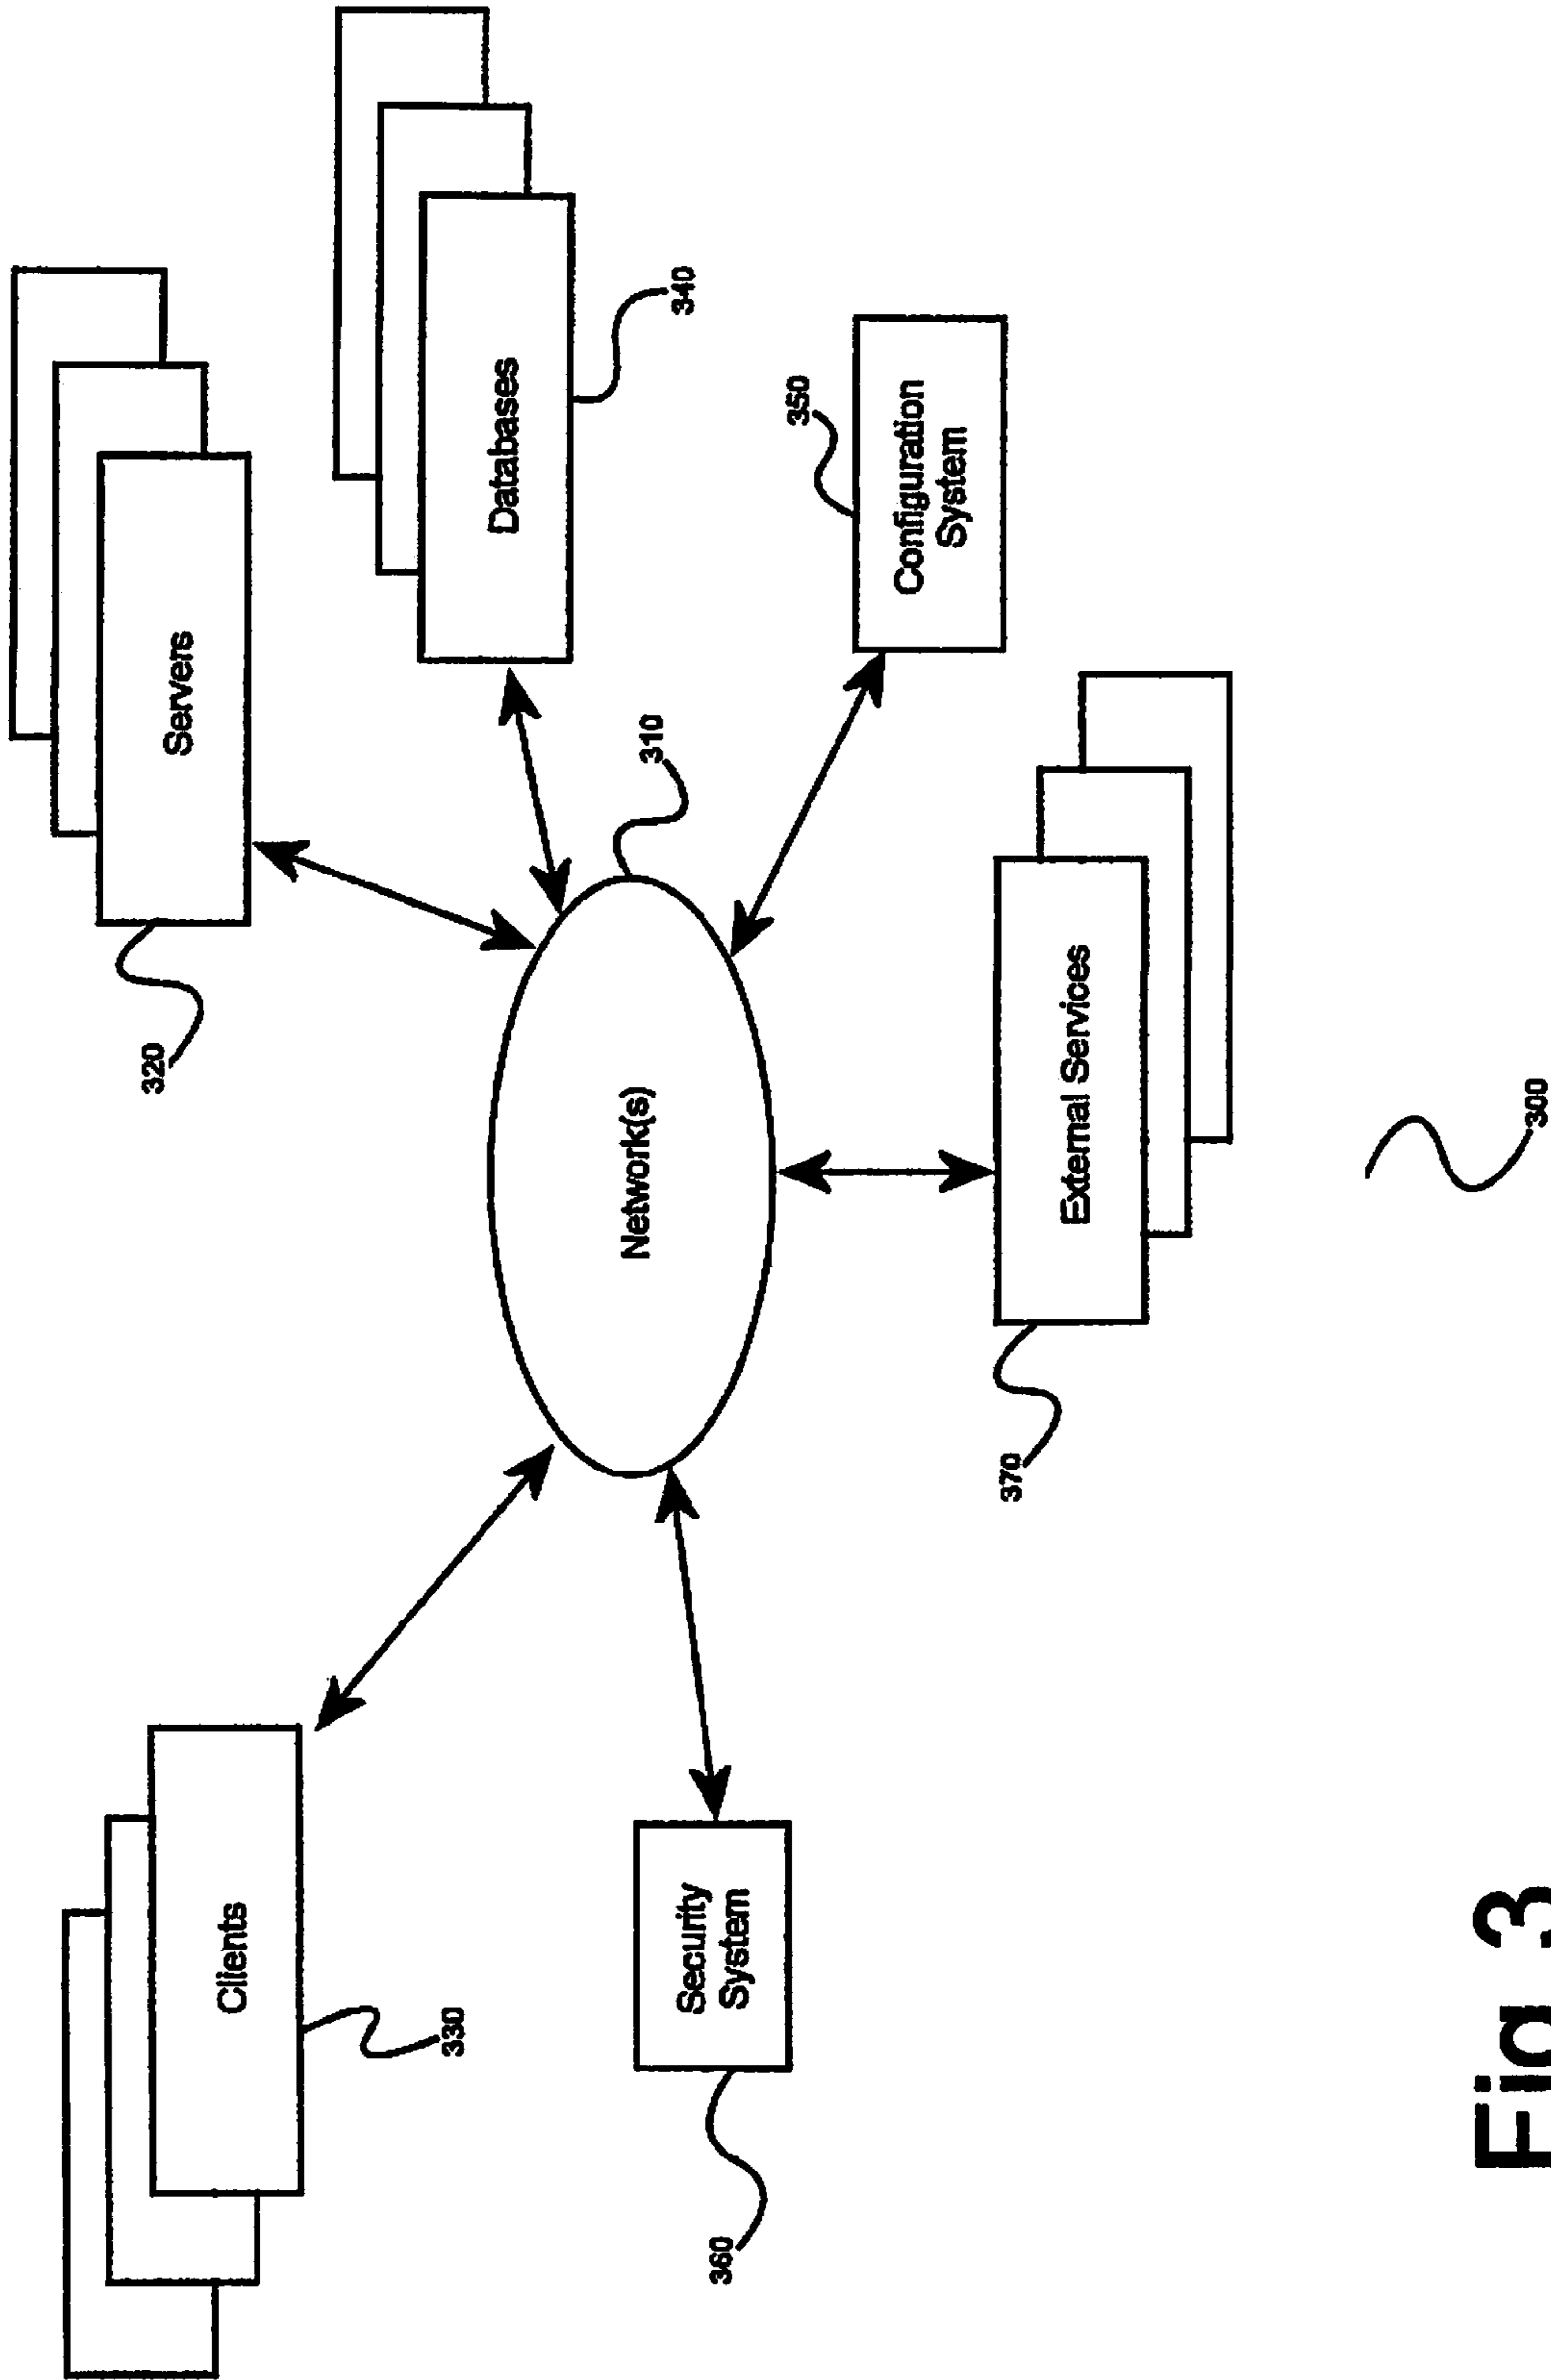 Servers
320
Clients
330
Databases
340
310
Network(s)
Security
System
360
350
Configuration
System
External Services
370
300
Fig. 3